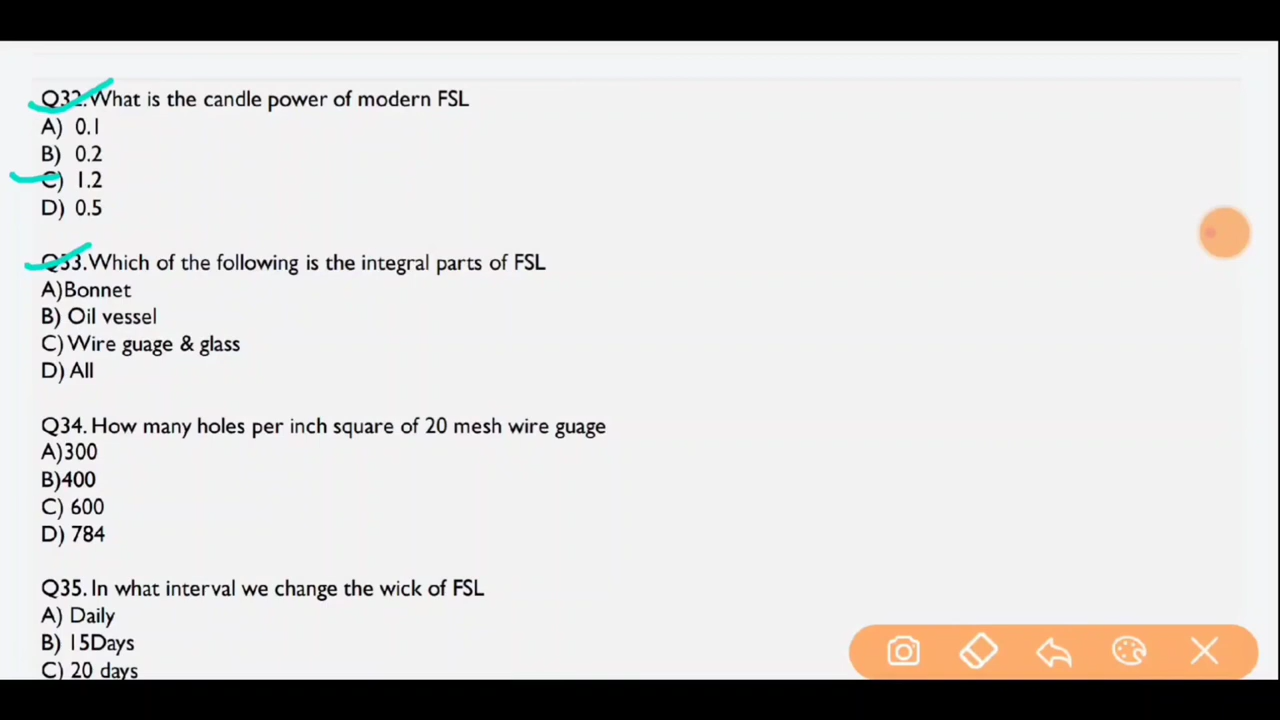 Q32. What is the candle power of modern FSL
A) 0.1
B) 0.2
C) 1.2
D) 0.5
Q33. Which of the following is the integral parts of FSL
A)Bonnet
B) Oil vessel
C) Wire guage & glass
D) All
Q34. How many holes per inch square of 20 mesh wire guage
A)300
B)400
C) 600
D) 784
Q35. In what interval we change the wick of FSL
A) Daily
B) 15Days
C) 20 days